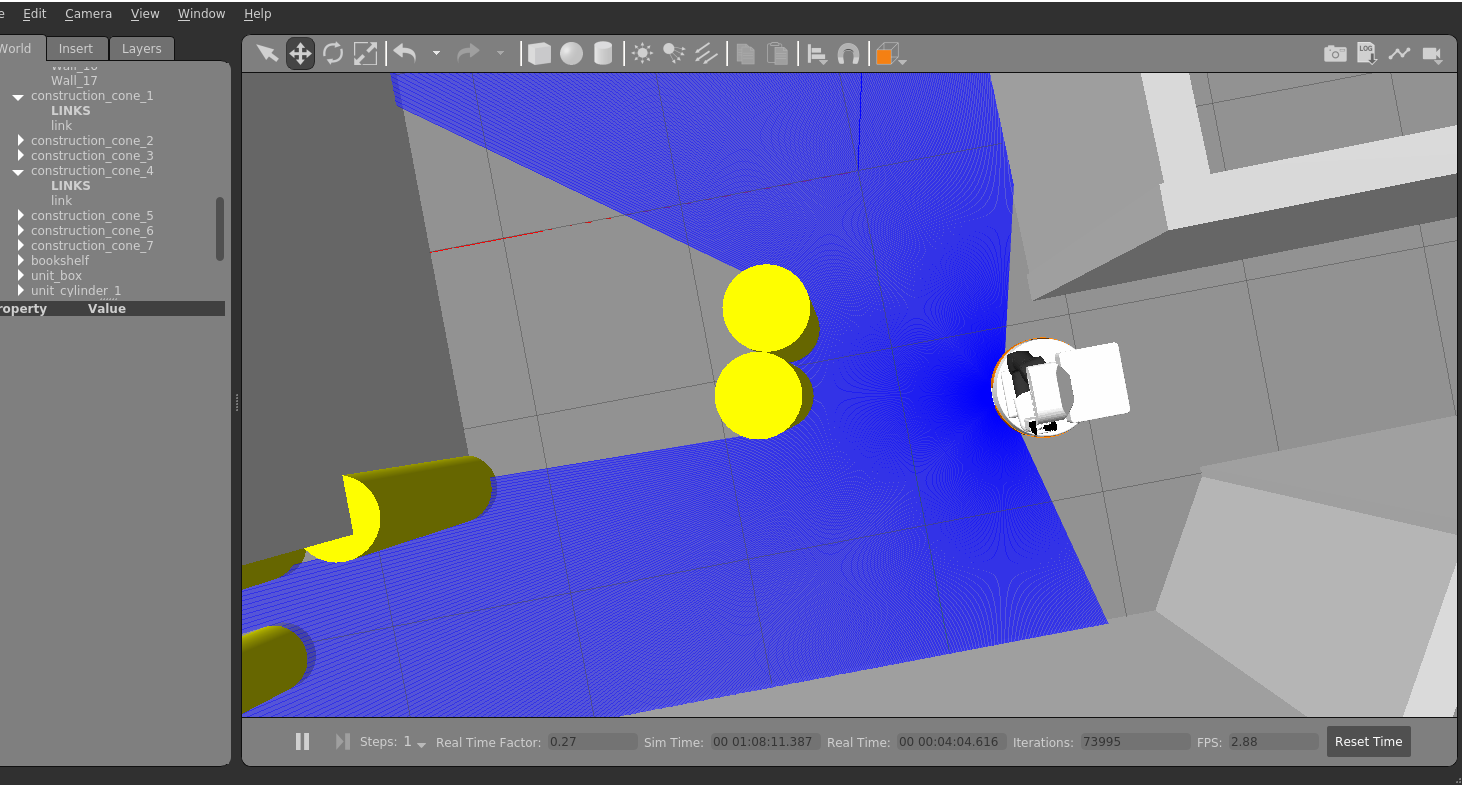 e Edit Camera View Window Help
World Insert Layers
Wall_16
Wall_17
construction_cone_1
LINKS
link
construction_cone_2
construction_cone_3
construction_cone_4
LINKS
link
construction_cone_5
construction_cone_6
construction_cone_7
bookshelf
unit_box
unit_cylinder_1
roperty Value
LOG
Steps: 1 Real Time Factor: 0.27 Sim Time: 00 01:08:11.387 Real Time: 00 00:04:04.616 Iterations: 73995 FPS: 2.88 Reset Time